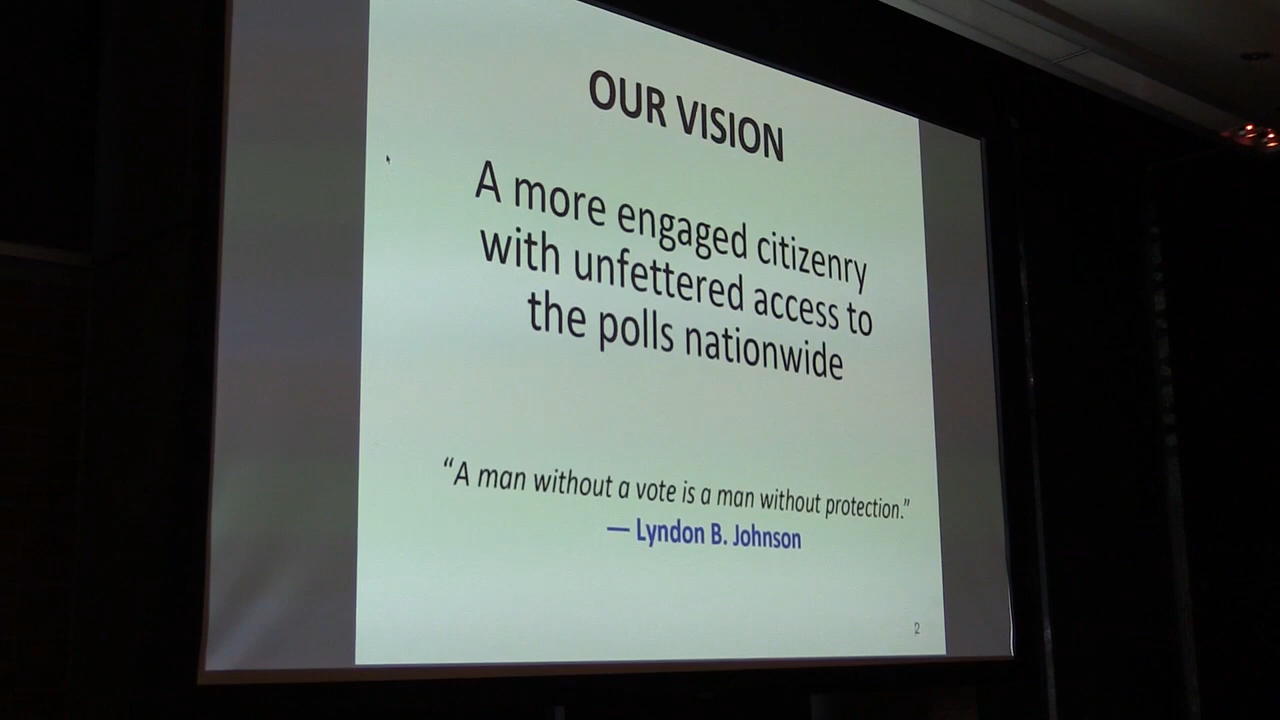 OUR VISION
A more engaged citizenry
with unfettered access to
the polls nationwide
“A man without a vote is a man without protection.”
— Lyndon B. Johnson
2